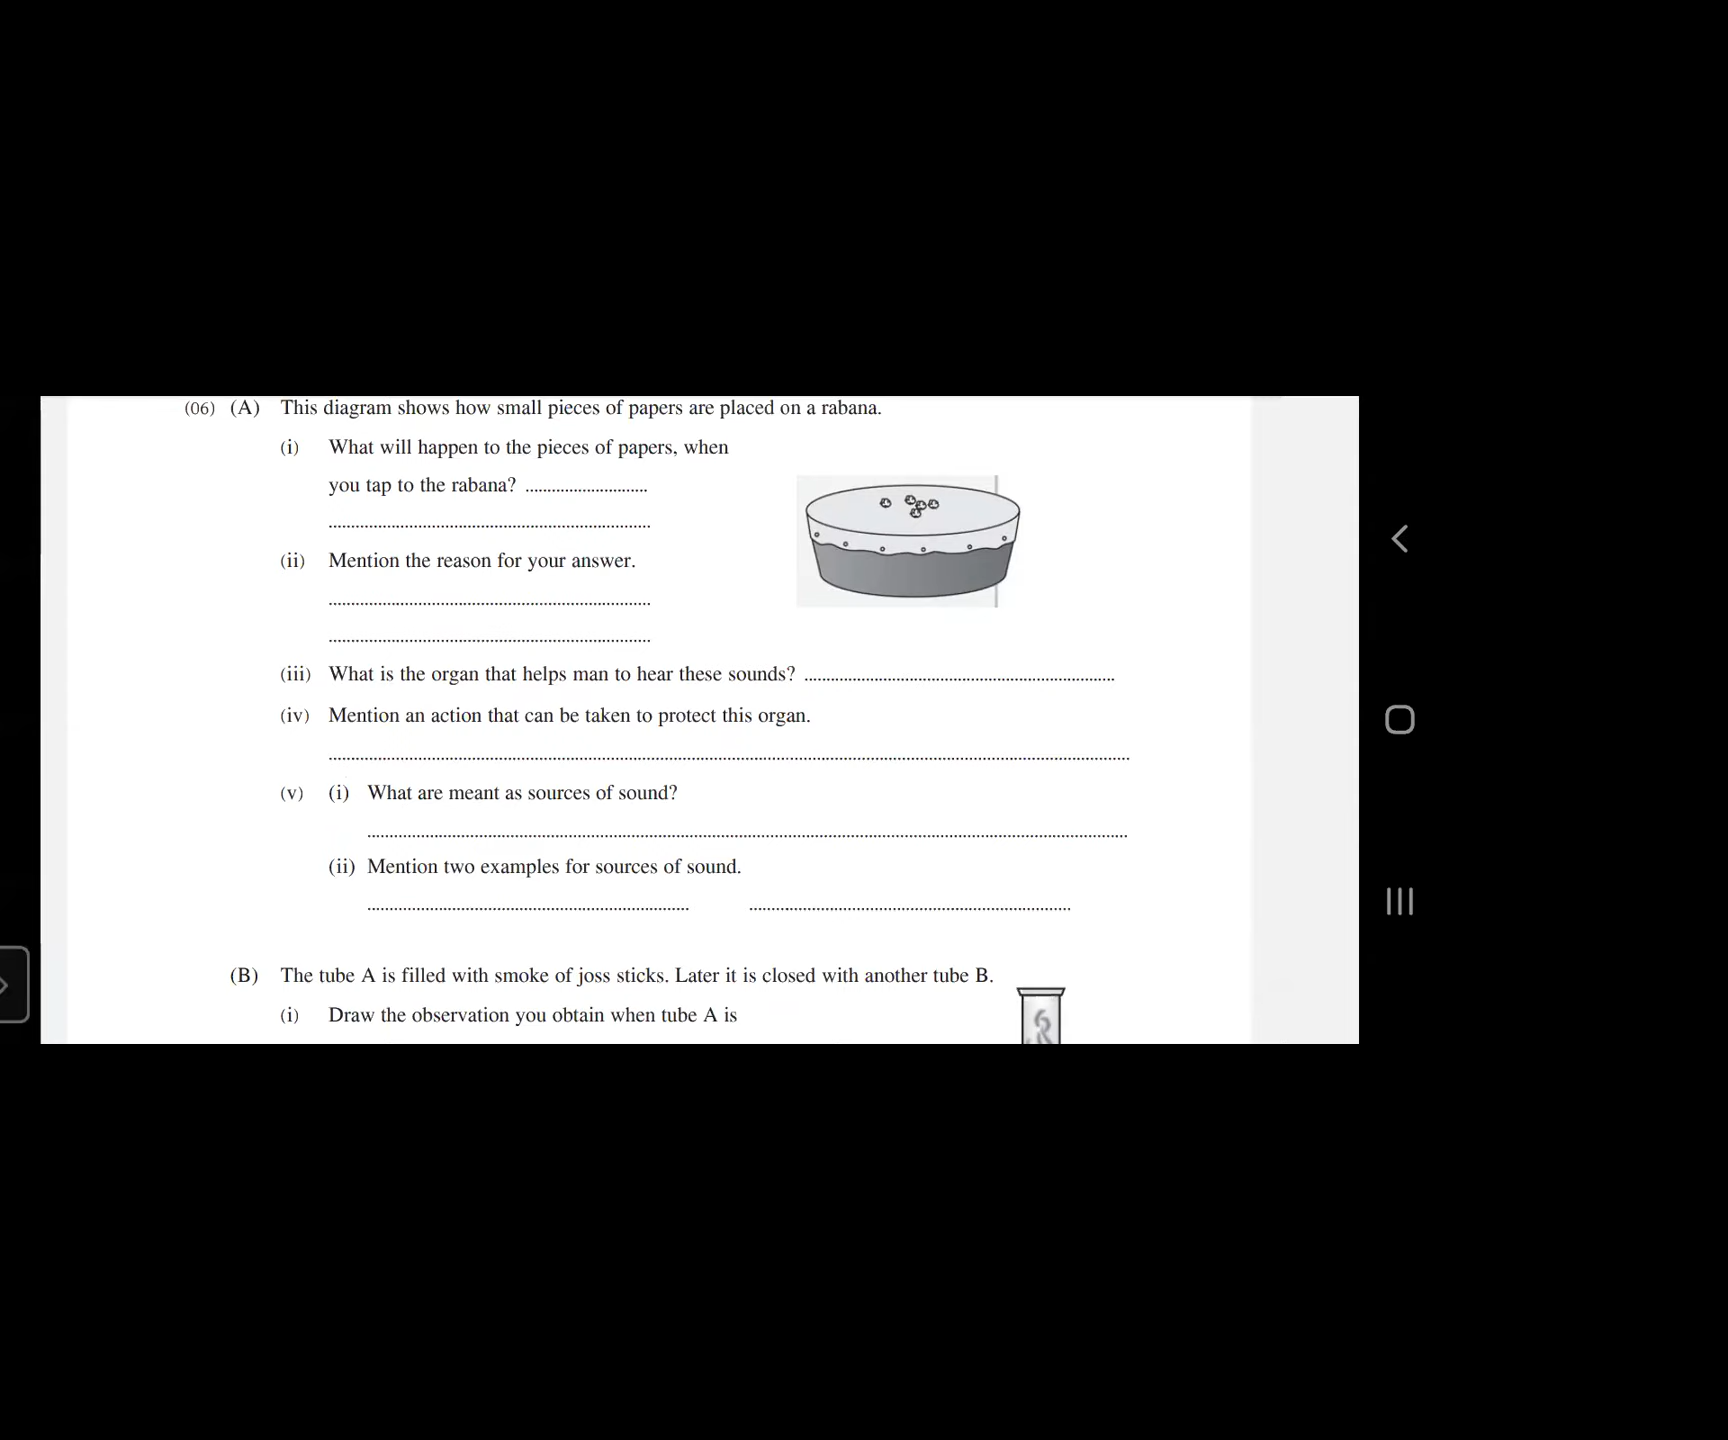 (06) (A) This diagram shows how small pieces of papers are placed on a rabana.
(i) What will happen to the pieces of papers, when
you tap to the rabana? ............................
..........................................................................
(ii) Mention the reason for your answer.
..........................................................................
..........................................................................
(iii) What is the organ that helps man to hear these sounds? .......................................................................
(iv) Mention an action that can be taken to protect this organ.
........................................................................................................................................................................................
(v) (i) What are meant as sources of sound?
...............................................................................................................................................................................
(ii) Mention two examples for sources of sound.
.......................................................................... ..........................................................................
(B) The tube A is filled with smoke of joss sticks. Later it is closed with another tube B.
(i) Draw the observation you obtain when tube A is